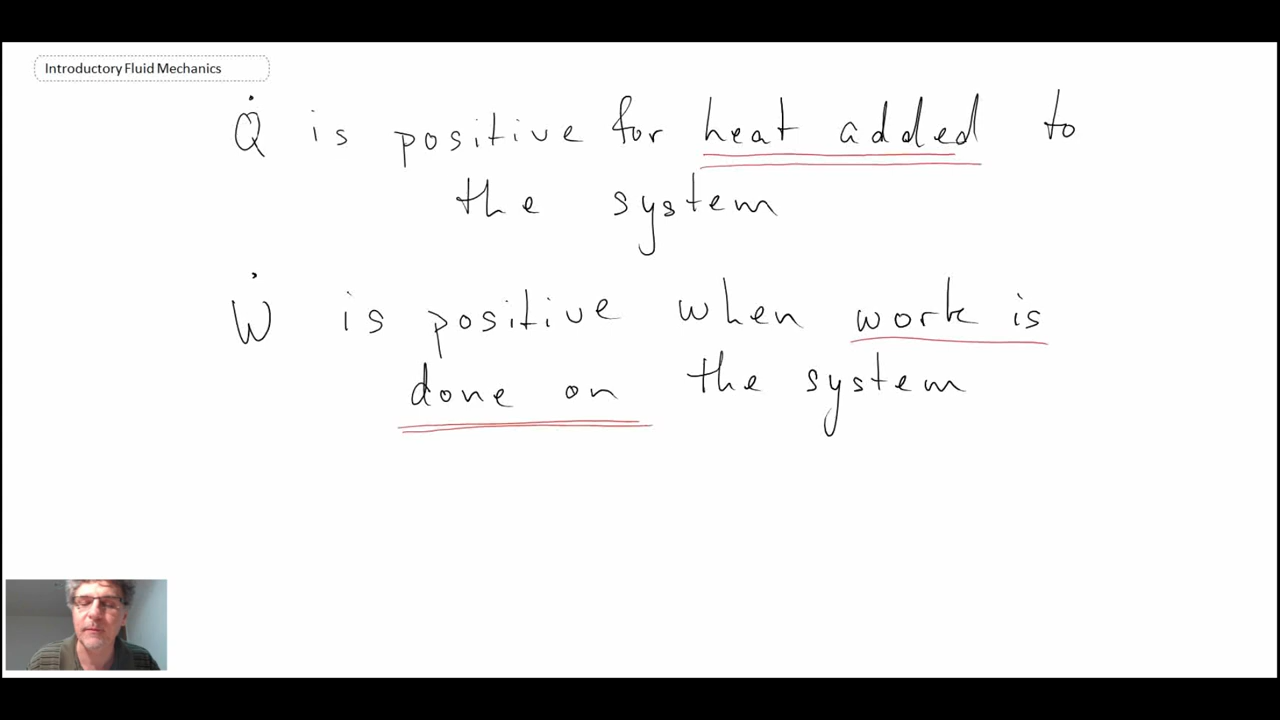 Introductory Fluid Mechanics
Q̇ is positive for heat added to
the system
Ẇ is positive when work is
done on the system